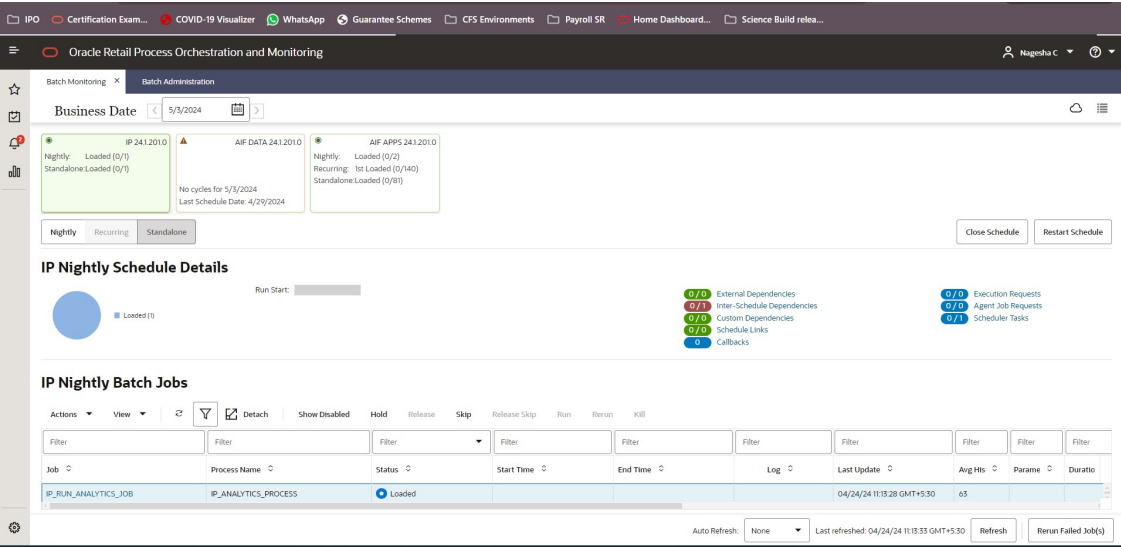 IPO Certification Exam... COVID-19 Visualizer WhatsApp Guarantee Schemes CFS Environments Payroll SR Home Dashboard... Science Build relea...
Oracle Retail Process Orchestration and Monitoring Nagesha C
Batch Monitoring × Batch Administration
Business Date 5/3/2024
2
IP 24.1.201.0
Nightly: Loaded (0/1)
Standalone:Loaded (0/1)
AIF DATA 24.1.201.0
No cycles for 5/3/2024
Last Schedule Date: 4/29/2024
AIF APPS 24.1.201.0
Nightly: Loaded (0/2)
Recurring: 1st Loaded (0/140)
Standalone:Loaded (0/81)
Nightly Recurring Standalone Close Schedule Restart Schedule
IP Nightly Schedule Details
Run Start:
Loaded (1)
0 / 0 External Dependencies
0 / 1 Inter-Schedule Dependencies
0 / 0 Custom Dependencies
0 / 0 Schedule Links
0 Callbacks
0 / 0 Execution Requests
0 / 0 Agent Job Requests
0 / 1 Scheduler Tasks
IP Nightly Batch Jobs
Actions View Detach Show Disabled Hold Release Skip Release Skip Run Rerun Kill
Filter Filter Filter Filter Filter Filter Filter Filter Filter Filter
Job Process Name Status Start Time End Time Log Last Update Avg His Parame Duratio
IP_RUN_ANALYTICS_JOB IP_ANALYTICS_PROCESS Loaded 04/24/24 11:13:28 GMT+5:30 63
Auto Refresh: None Last refreshed: 04/24/24 11:13:33 GMT+5:30 Refresh Rerun Failed Job(s)